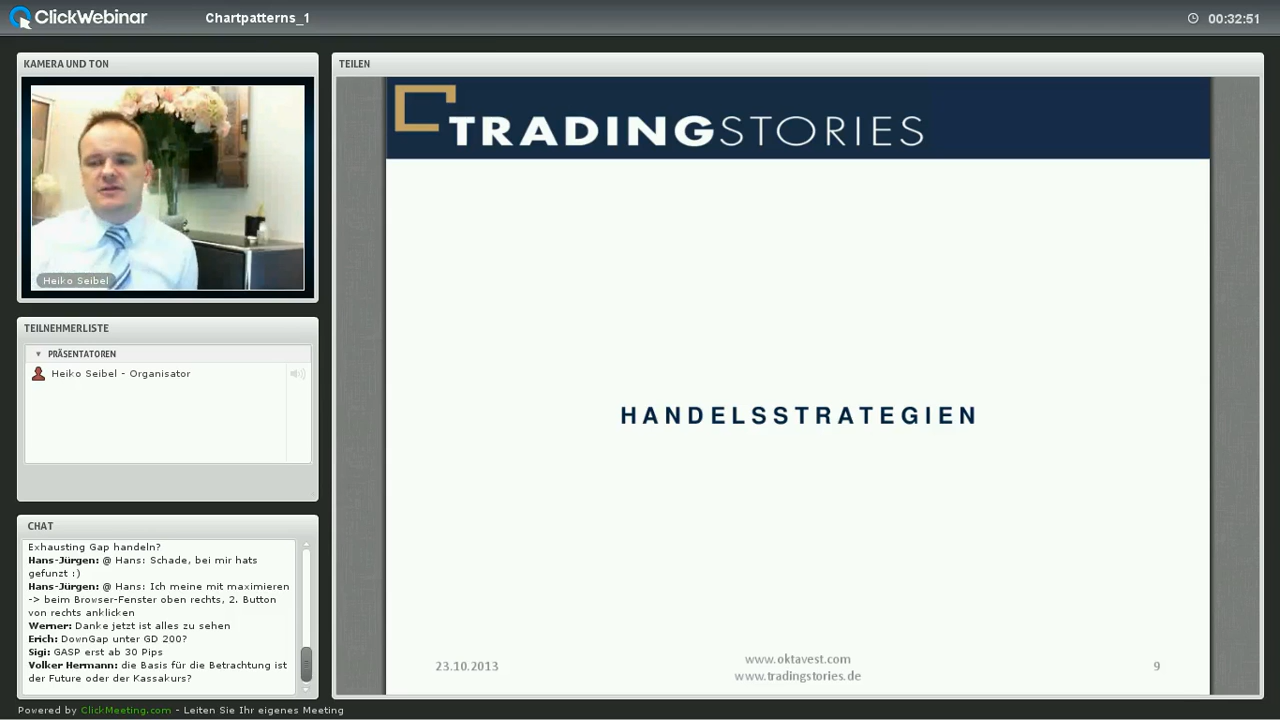 ClickWebinar
Chartpatterns_1
00:32:51
KAMERA UND TON
Heiko Seibel
TEILNEHMERLISTE
PRÄSENTATOREN
Heiko Seibel - Organisator
CHAT
Exhausting Gap handeln?
Hans-Jürgen: @ Hans: Schade, bei mir hats
gefunzt :)
Hans-Jürgen: @ Hans: Ich meine mit maximieren
-> beim Browser-Fenster oben rechts, 2. Button
von rechts anklicken
Werner: Danke jetzt ist alles zu sehen
Erich: DownGap unter GD 200?
Sigi: GASP erst ab 30 Pips
Volker Hermann: die Basis für die Betrachtung ist
der Future oder der Kassakurs?
TEILEN
TRADINGSTORIES
HANDELSSTRATEGIEN
23.10.2013
www.oktavest.com
www.tradingstories.de
9
Powered by ClickMeeting.com - Leiten Sie Ihr eigenes Meeting